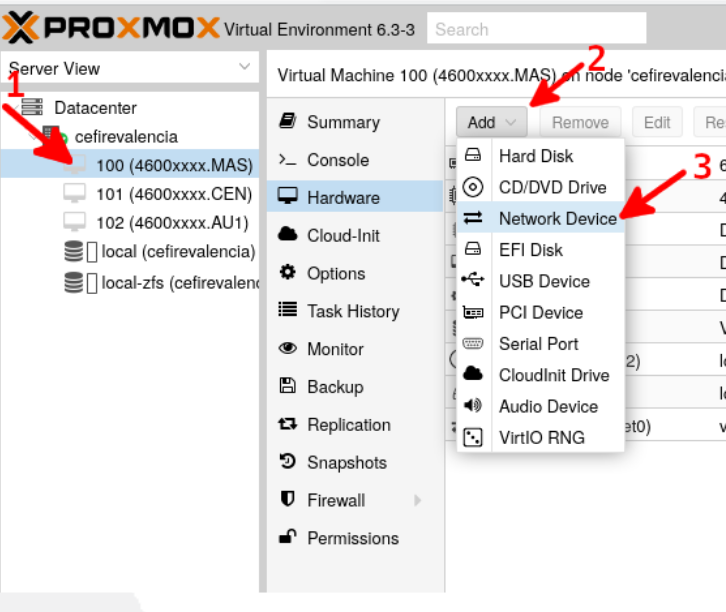 PROXMOX Virtual Environment 6.3-3 Search
Server View
Virtual Machine 100 (4600xxxx.MAS) on node 'cefirevalencia
1
2
3
Datacenter
cefirevalencia
100 (4600xxxx.MAS)
101 (4600xxxx.CEN)
102 (4600xxxx.AU1)
local (cefirevalencia)
local-zfs (cefirevalenc
Summary
Console
Hardware
Cloud-Init
Options
Task History
Monitor
Backup
Replication
Snapshots
Firewall
Permissions
Add Remove Edit Re
Hard Disk
CD/DVD Drive
Network Device
EFI Disk
USB Device
PCI Device
Serial Port
CloudInit Drive
Audio Device
VirtIO RNG
2)
et0)